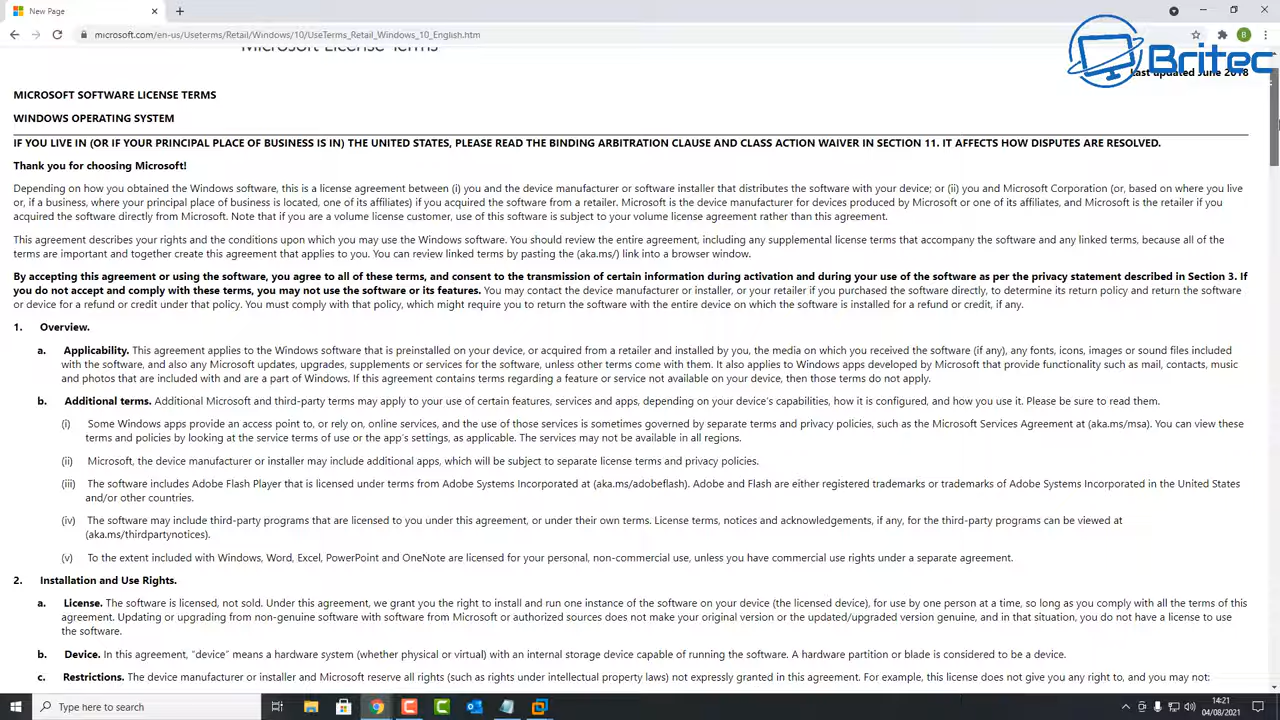 New Page
microsoft.com/en-us/Useterms/Retail/Windows/10/UseTerms_Retail_Windows_10_English.htm
B
Britec
Microsoft License Terms
Last updated June 2018
MICROSOFT SOFTWARE LICENSE TERMS
WINDOWS OPERATING SYSTEM
IF YOU LIVE IN (OR IF YOUR PRINCIPAL PLACE OF BUSINESS IS IN) THE UNITED STATES, PLEASE READ THE BINDING ARBITRATION CLAUSE AND CLASS ACTION WAIVER IN SECTION 11. IT AFFECTS HOW DISPUTES ARE RESOLVED.
Thank you for choosing Microsoft!
Depending on how you obtained the Windows software, this is a license agreement between (i) you and the device manufacturer or software installer that distributes the software with your device; or (ii) you and Microsoft Corporation (or, based on where you live
or, if a business, where your principal place of business is located, one of its affiliates) if you acquired the software from a retailer. Microsoft is the device manufacturer for devices produced by Microsoft or one of its affiliates, and Microsoft is the retailer if you
acquired the software directly from Microsoft. Note that if you are a volume license customer, use of this software is subject to your volume license agreement rather than this agreement.
This agreement describes your rights and the conditions upon which you may use the Windows software. You should review the entire agreement, including any supplemental license terms that accompany the software and any linked terms, because all of the
terms are important and together create this agreement that applies to you. You can review linked terms by pasting the (aka.ms/) link into a browser window.
By accepting this agreement or using the software, you agree to all of these terms, and consent to the transmission of certain information during activation and during your use of the software as per the privacy statement described in Section 3. If
you do not accept and comply with these terms, you may not use the software or its features. You may contact the device manufacturer or installer, or your retailer if you purchased the software directly, to determine its return policy and return the software
or device for a refund or credit under that policy. You must comply with that policy, which might require you to return the software with the entire device on which the software is installed for a refund or credit, if any.
1. Overview.
a. Applicability. This agreement applies to the Windows software that is preinstalled on your device, or acquired from a retailer and installed by you, the media on which you received the software (if any), any fonts, icons, images or sound files included
with the software, and also any Microsoft updates, upgrades, supplements or services for the software, unless other terms come with them. It also applies to Windows apps developed by Microsoft that provide functionality such as mail, contacts, music
and photos that are included with and are a part of Windows. If this agreement contains terms regarding a feature or service not available on your device, then those terms do not apply.
b. Additional terms. Additional Microsoft and third-party terms may apply to your use of certain features, services and apps, depending on your device's capabilities, how it is configured, and how you use it. Please be sure to read them.
(i) Some Windows apps provide an access point to, or rely on, online services, and the use of those services is sometimes governed by separate terms and privacy policies, such as the Microsoft Services Agreement at (aka.ms/msa). You can view these
terms and policies by looking at the service terms of use or the app's settings, as applicable. The services may not be available in all regions.
(ii) Microsoft, the device manufacturer or installer may include additional apps, which will be subject to separate license terms and privacy policies.
(iii) The software includes Adobe Flash Player that is licensed under terms from Adobe Systems Incorporated at (aka.ms/adobeflash). Adobe and Flash are either registered trademarks or trademarks of Adobe Systems Incorporated in the United States
and/or other countries.
(iv) The software may include third-party programs that are licensed to you under this agreement, or under their own terms. License terms, notices and acknowledgements, if any, for the third-party programs can be viewed at
(aka.ms/thirdpartynotices).
(v) To the extent included with Windows, Word, Excel, PowerPoint and OneNote are licensed for your personal, non-commercial use, unless you have commercial use rights under a separate agreement.
2. Installation and Use Rights.
a. License. The software is licensed, not sold. Under this agreement, we grant you the right to install and run one instance of the software on your device (the licensed device), for use by one person at a time, so long as you comply with all the terms of this
agreement. Updating or upgrading from non-genuine software with software from Microsoft or authorized sources does not make your original version or the updated/upgraded version genuine, and in that situation, you do not have a license to use
the software.
b. Device. In this agreement, "device" means a hardware system (whether physical or virtual) with an internal storage device capable of running the software. A hardware partition or blade is considered to be a device.
c. Restrictions. The device manufacturer or installer and Microsoft reserve all rights (such as rights under intellectual property laws) not expressly granted in this agreement. For example, this license does not give you any right to, and you may not:
Type here to search
14:21
04/08/2021